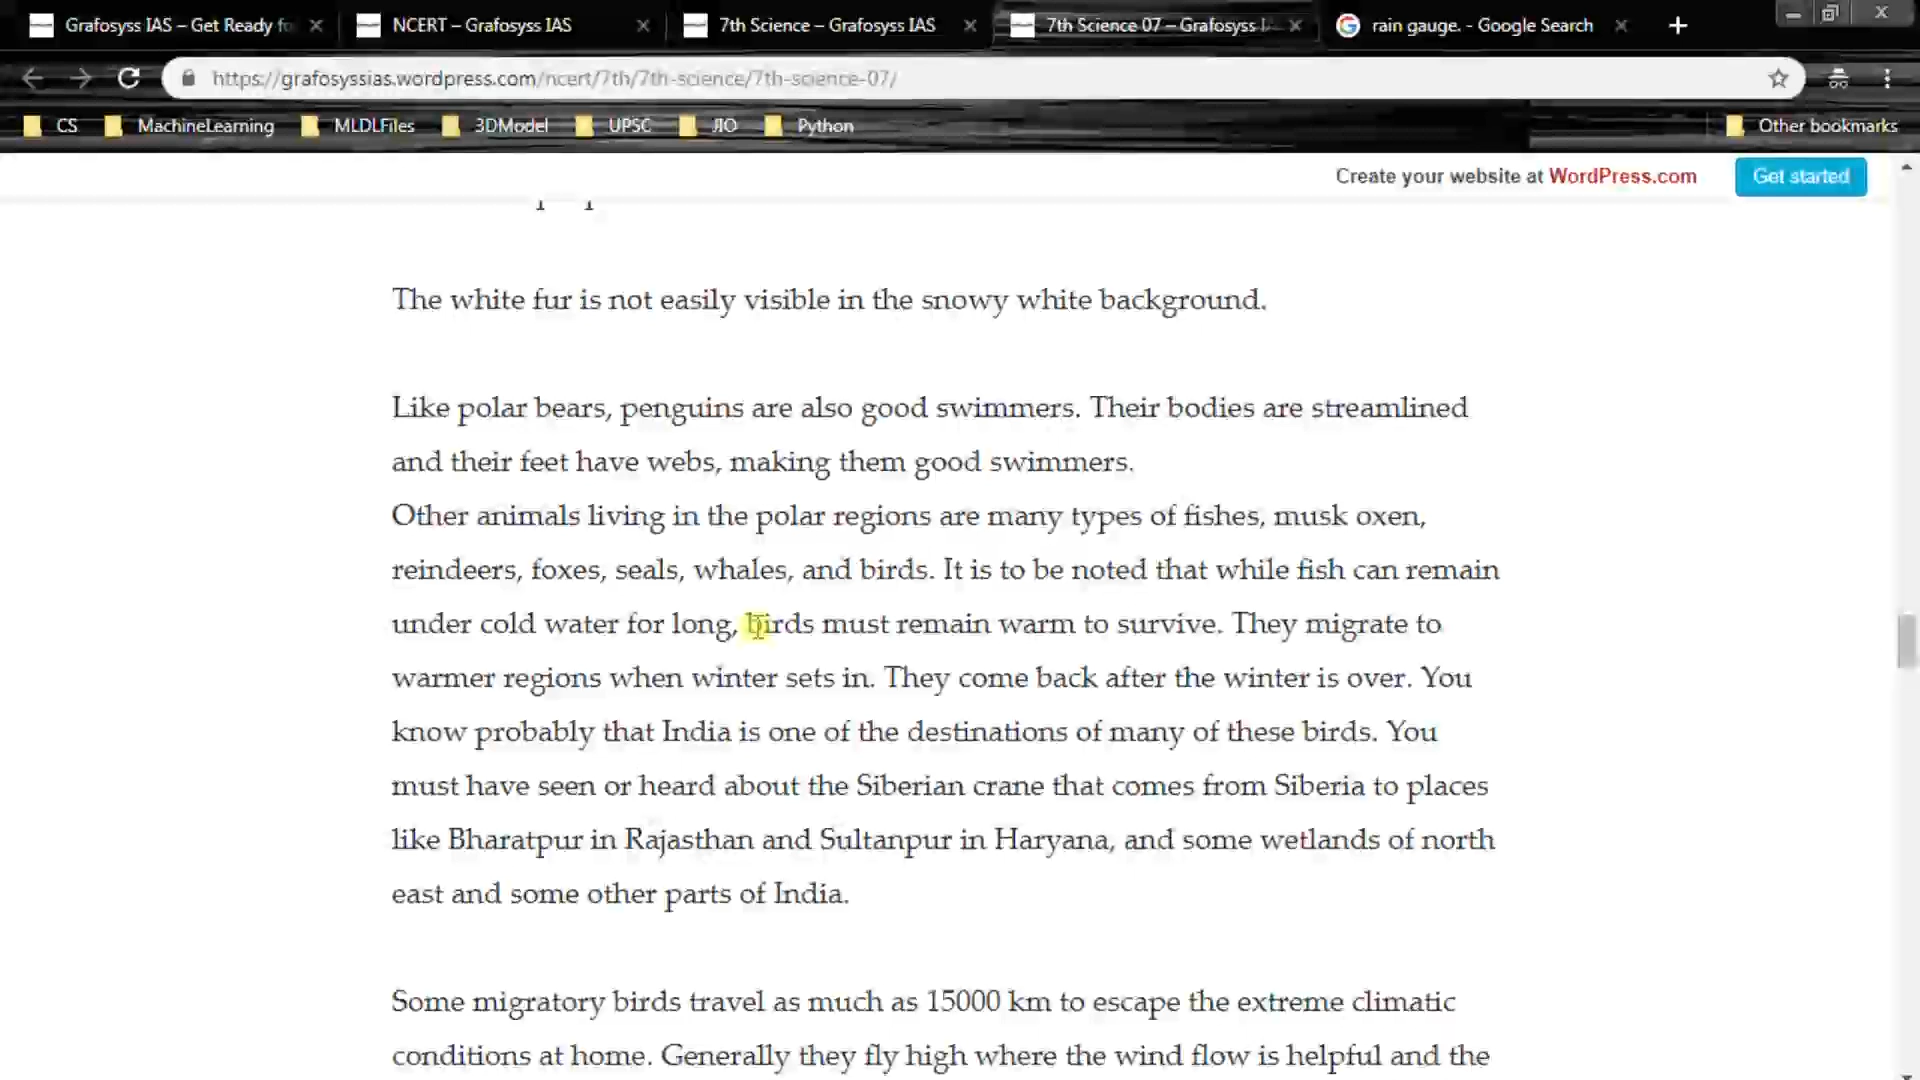 Grafosyss IAS – Get Ready fo
NCERT – Grafosyss IAS
7th Science – Grafosyss IAS
7th Science 07 – Grafosyss I
rain gauge. - Google Search
https://grafosyssias.wordpress.com/ncert/7th/7th-science/7th-science-07/
CS
MachineLearning
MLDLFiles
3DModel
UPSC
JIO
Python
Other bookmarks
Create your website at WordPress.com
Get started
The white fur is not easily visible in the snowy white background.
Like polar bears, penguins are also good swimmers. Their bodies are streamlined
and their feet have webs, making them good swimmers.
Other animals living in the polar regions are many types of fishes, musk oxen,
reindeers, foxes, seals, whales, and birds. It is to be noted that while fish can remain
under cold water for long, birds must remain warm to survive. They migrate to
warmer regions when winter sets in. They come back after the winter is over. You
know probably that India is one of the destinations of many of these birds. You
must have seen or heard about the Siberian crane that comes from Siberia to places
like Bharatpur in Rajasthan and Sultanpur in Haryana, and some wetlands of north
east and some other parts of India.
Some migratory birds travel as much as 15000 km to escape the extreme climatic
conditions at home. Generally they fly high where the wind flow is helpful and the